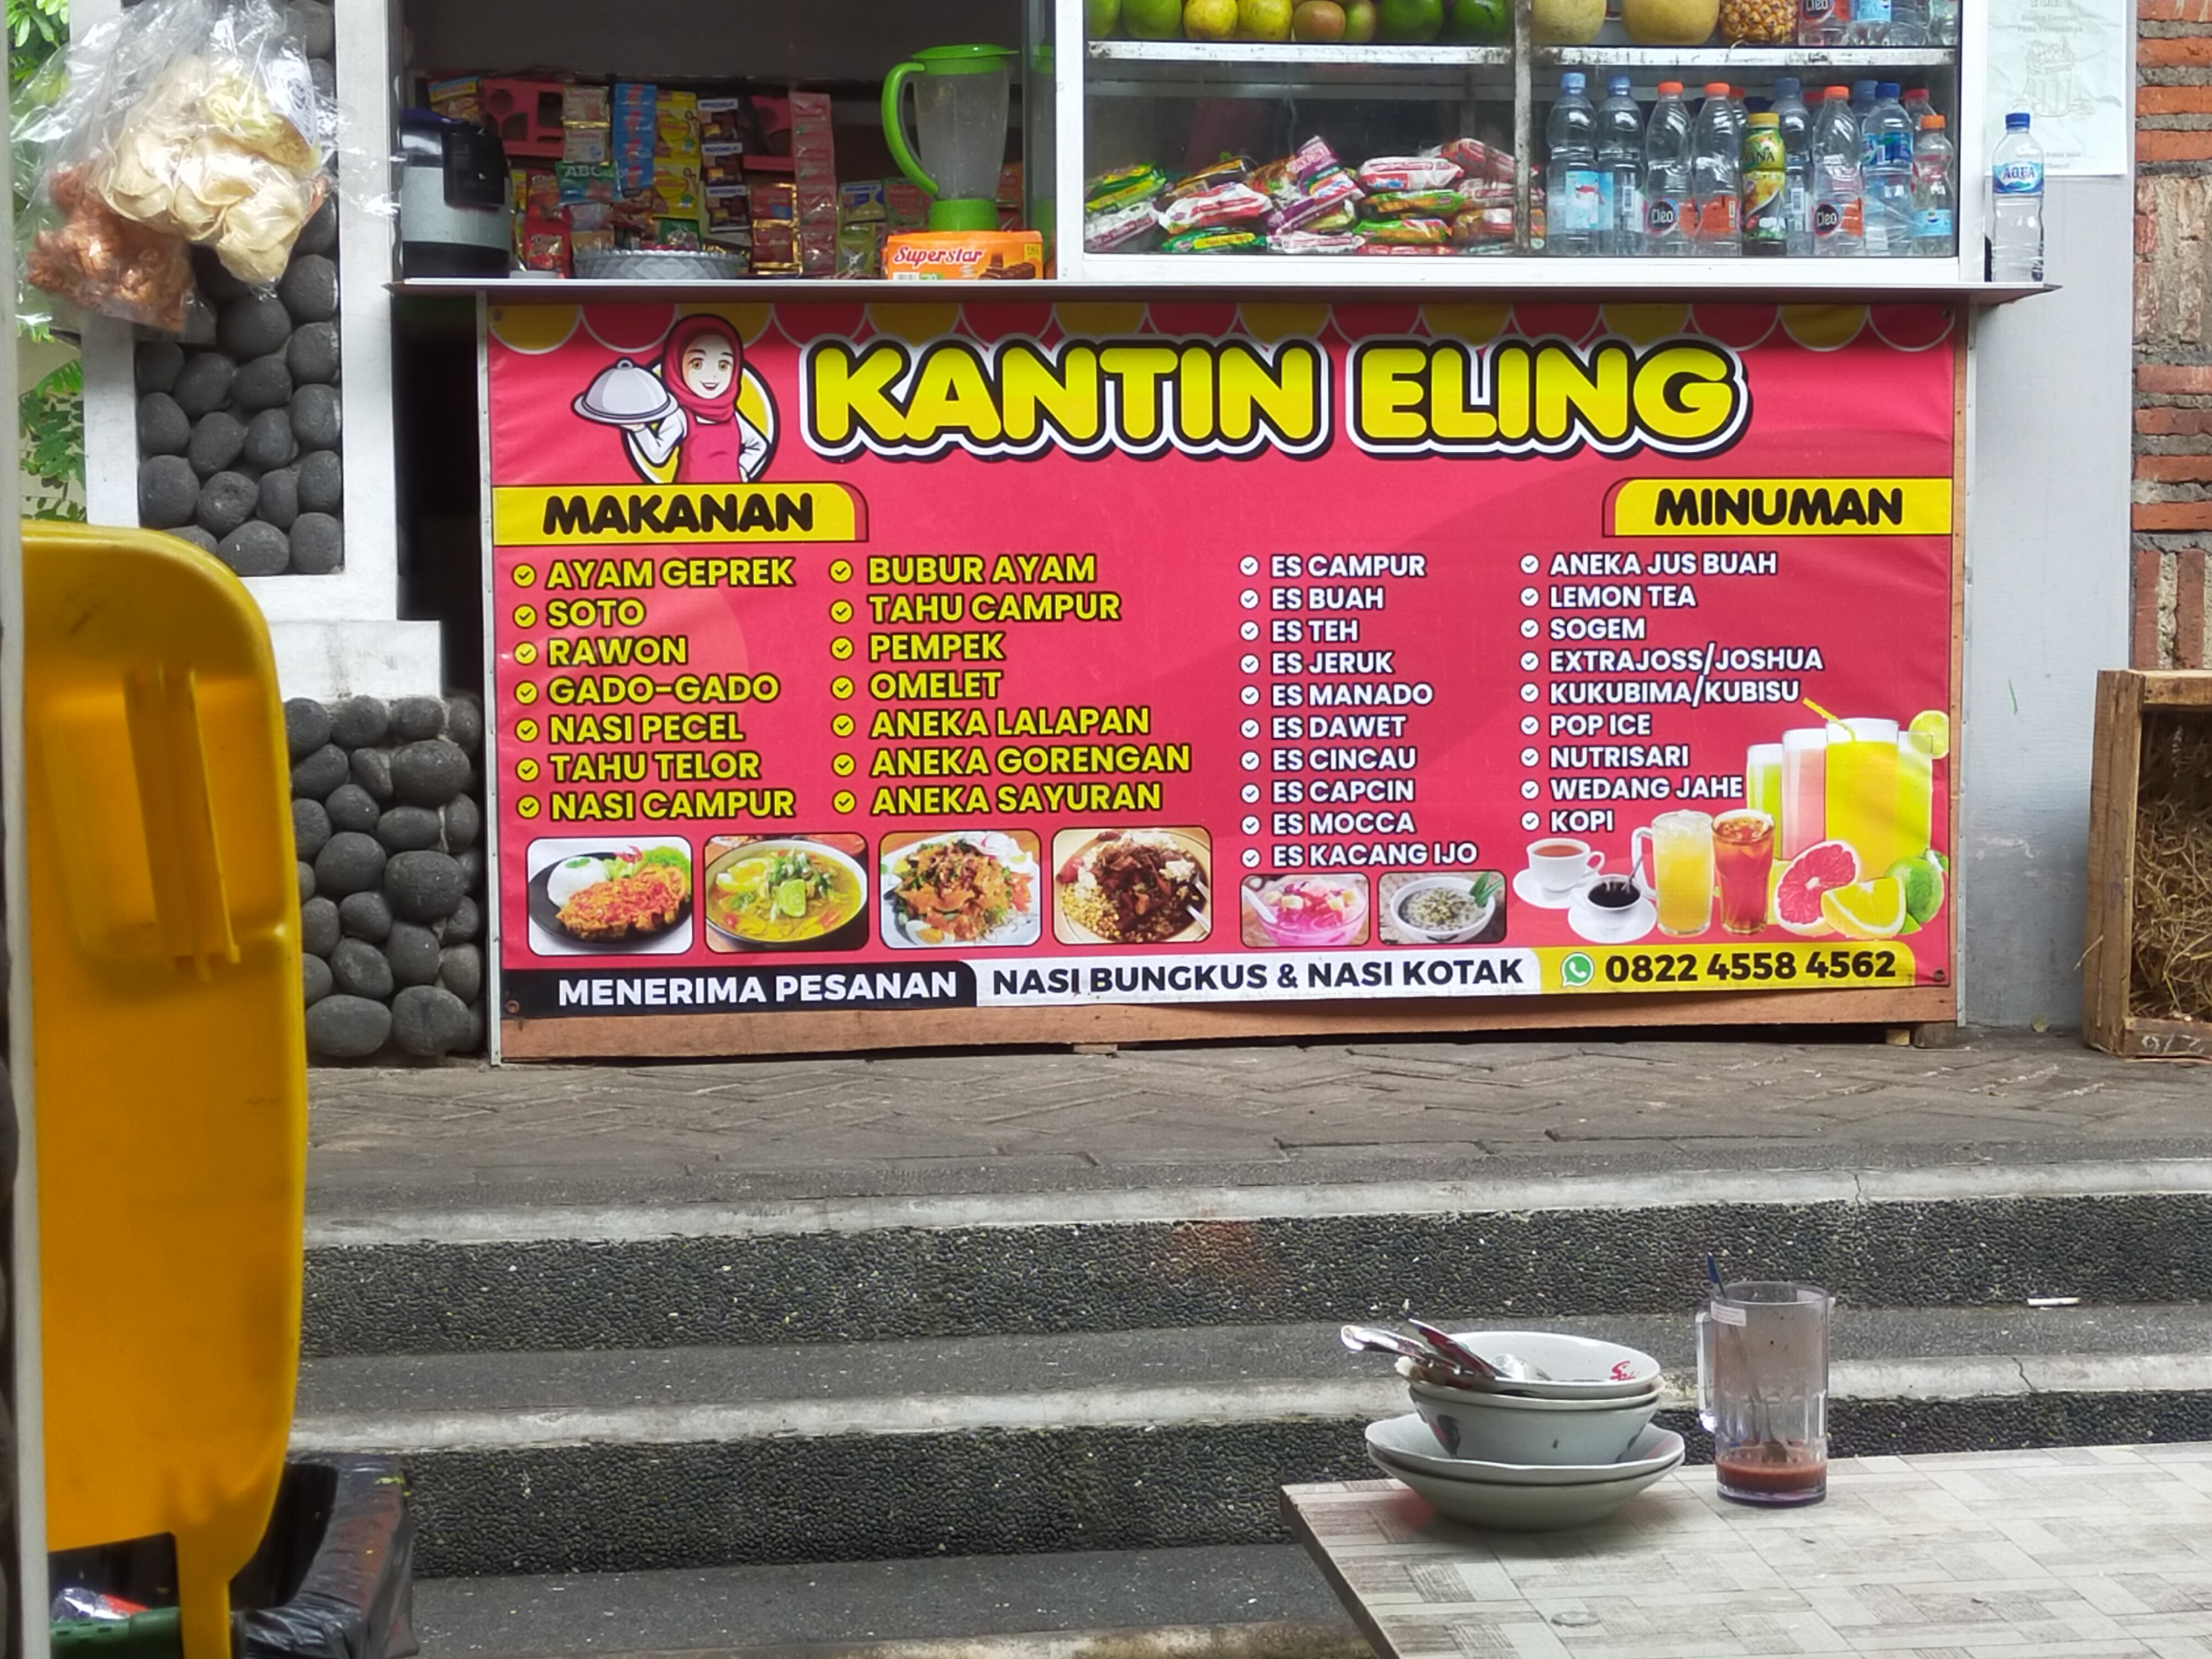 Superstar
ABC
Cleo
Cleo
Cleo
AQUA
KANTIN ELING
MAKANAN
AYAM GEPREK
SOTO
RAWON
GADO-GADO
NASI PECEL
TAHU TELOR
NASI CAMPUR
BUBUR AYAM
TAHU CAMPUR
PEMPEK
OMELET
ANEKA LALAPAN
ANEKA GORENGAN
ANEKA SAYURAN
MINUMAN
ES CAMPUR
ES BUAH
ES TEH
ES JERUK
ES MANADO
ES DAWET
ES CINCAU
ES CAPCIN
ES MOCCA
ES KACANG IJO
ANEKA JUS BUAH
LEMON TEA
SOGEM
EXTRAJOSS/JOSHUA
KUKUBIMA/KUBISU
POP ICE
NUTRISARI
WEDANG JAHE
KOPI
MENERIMA PESANAN
NASI BUNGKUS & NASI KOTAK
0822 4558 4562